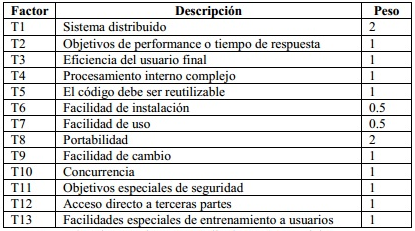 Factor Descripción Peso
T1 Sistema distribuido 2
T2 Objetivos de performance o tiempo de respuesta 1
T3 Eficiencia del usuario final 1
T4 Procesamiento interno complejo 1
T5 El código debe ser reutilizable 1
T6 Facilidad de instalación 0.5
T7 Facilidad de uso 0.5
T8 Portabilidad 2
T9 Facilidad de cambio 1
T10 Concurrencia 1
T11 Objetivos especiales de seguridad 1
T12 Acceso directo a terceras partes 1
T13 Facilidades especiales de entrenamiento a usuarios 1